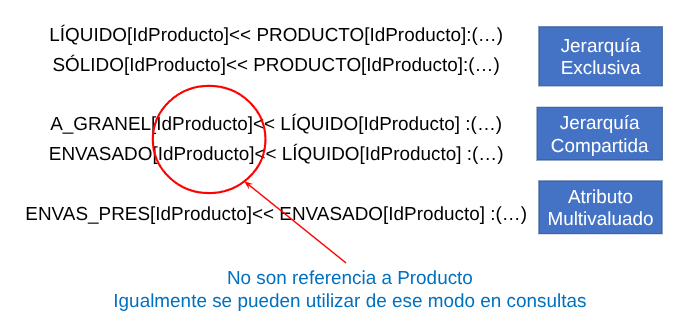 LÍQUIDO[IdProducto]<< PRODUCTO[IdProducto]:(…)
SÓLIDO[IdProducto]<< PRODUCTO[IdProducto]:(…)
Jerarquía
Exclusiva
A_GRANEL[IdProducto]<< LÍQUIDO[IdProducto] :(…)
ENVASADO[IdProducto]<< LÍQUIDO[IdProducto] :(…)
Jerarquía
Compartida
ENVAS_PRES[IdProducto]<< ENVASADO[IdProducto] :(…)
Atributo
Multivaluado
No son referencia a Producto
Igualmente se pueden utilizar de ese modo en consultas